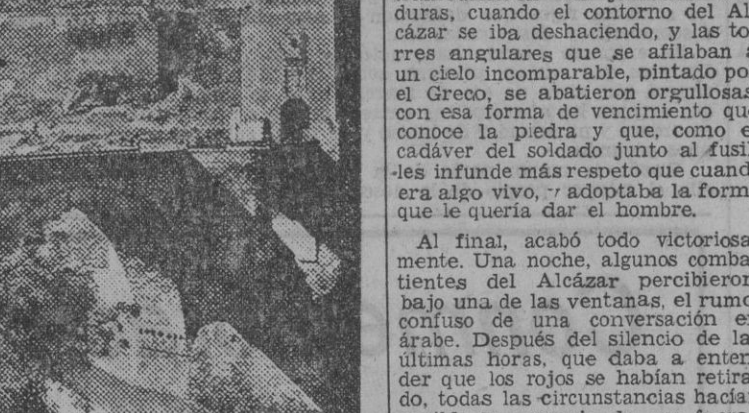 duras, cuando el contorno del Al
cázar se iba deshaciendo, y las to
rres angulares que se afilaban
un cielo incomparable, pintado po
el Greco, se abatieron orgullosas
con esa forma de vencimiento qu
conoce la piedra y que, como e
cadáver del soldado junto al fusil
les infunde más respeto que cuand
era algo vivo, y adoptaba la form
que le quería dar el hombre.
Al final, acabó todo victoriosa
mente. Una noche, algunos comba
tientes del Alcázar percibieron
bajo una de las ventanas, el rumo
confuso de una conversación e
árabe. Después del silencio de la
últimas horas, que daba a enten
der que los rojos se habían retira
do, todas las circunstancias hacía